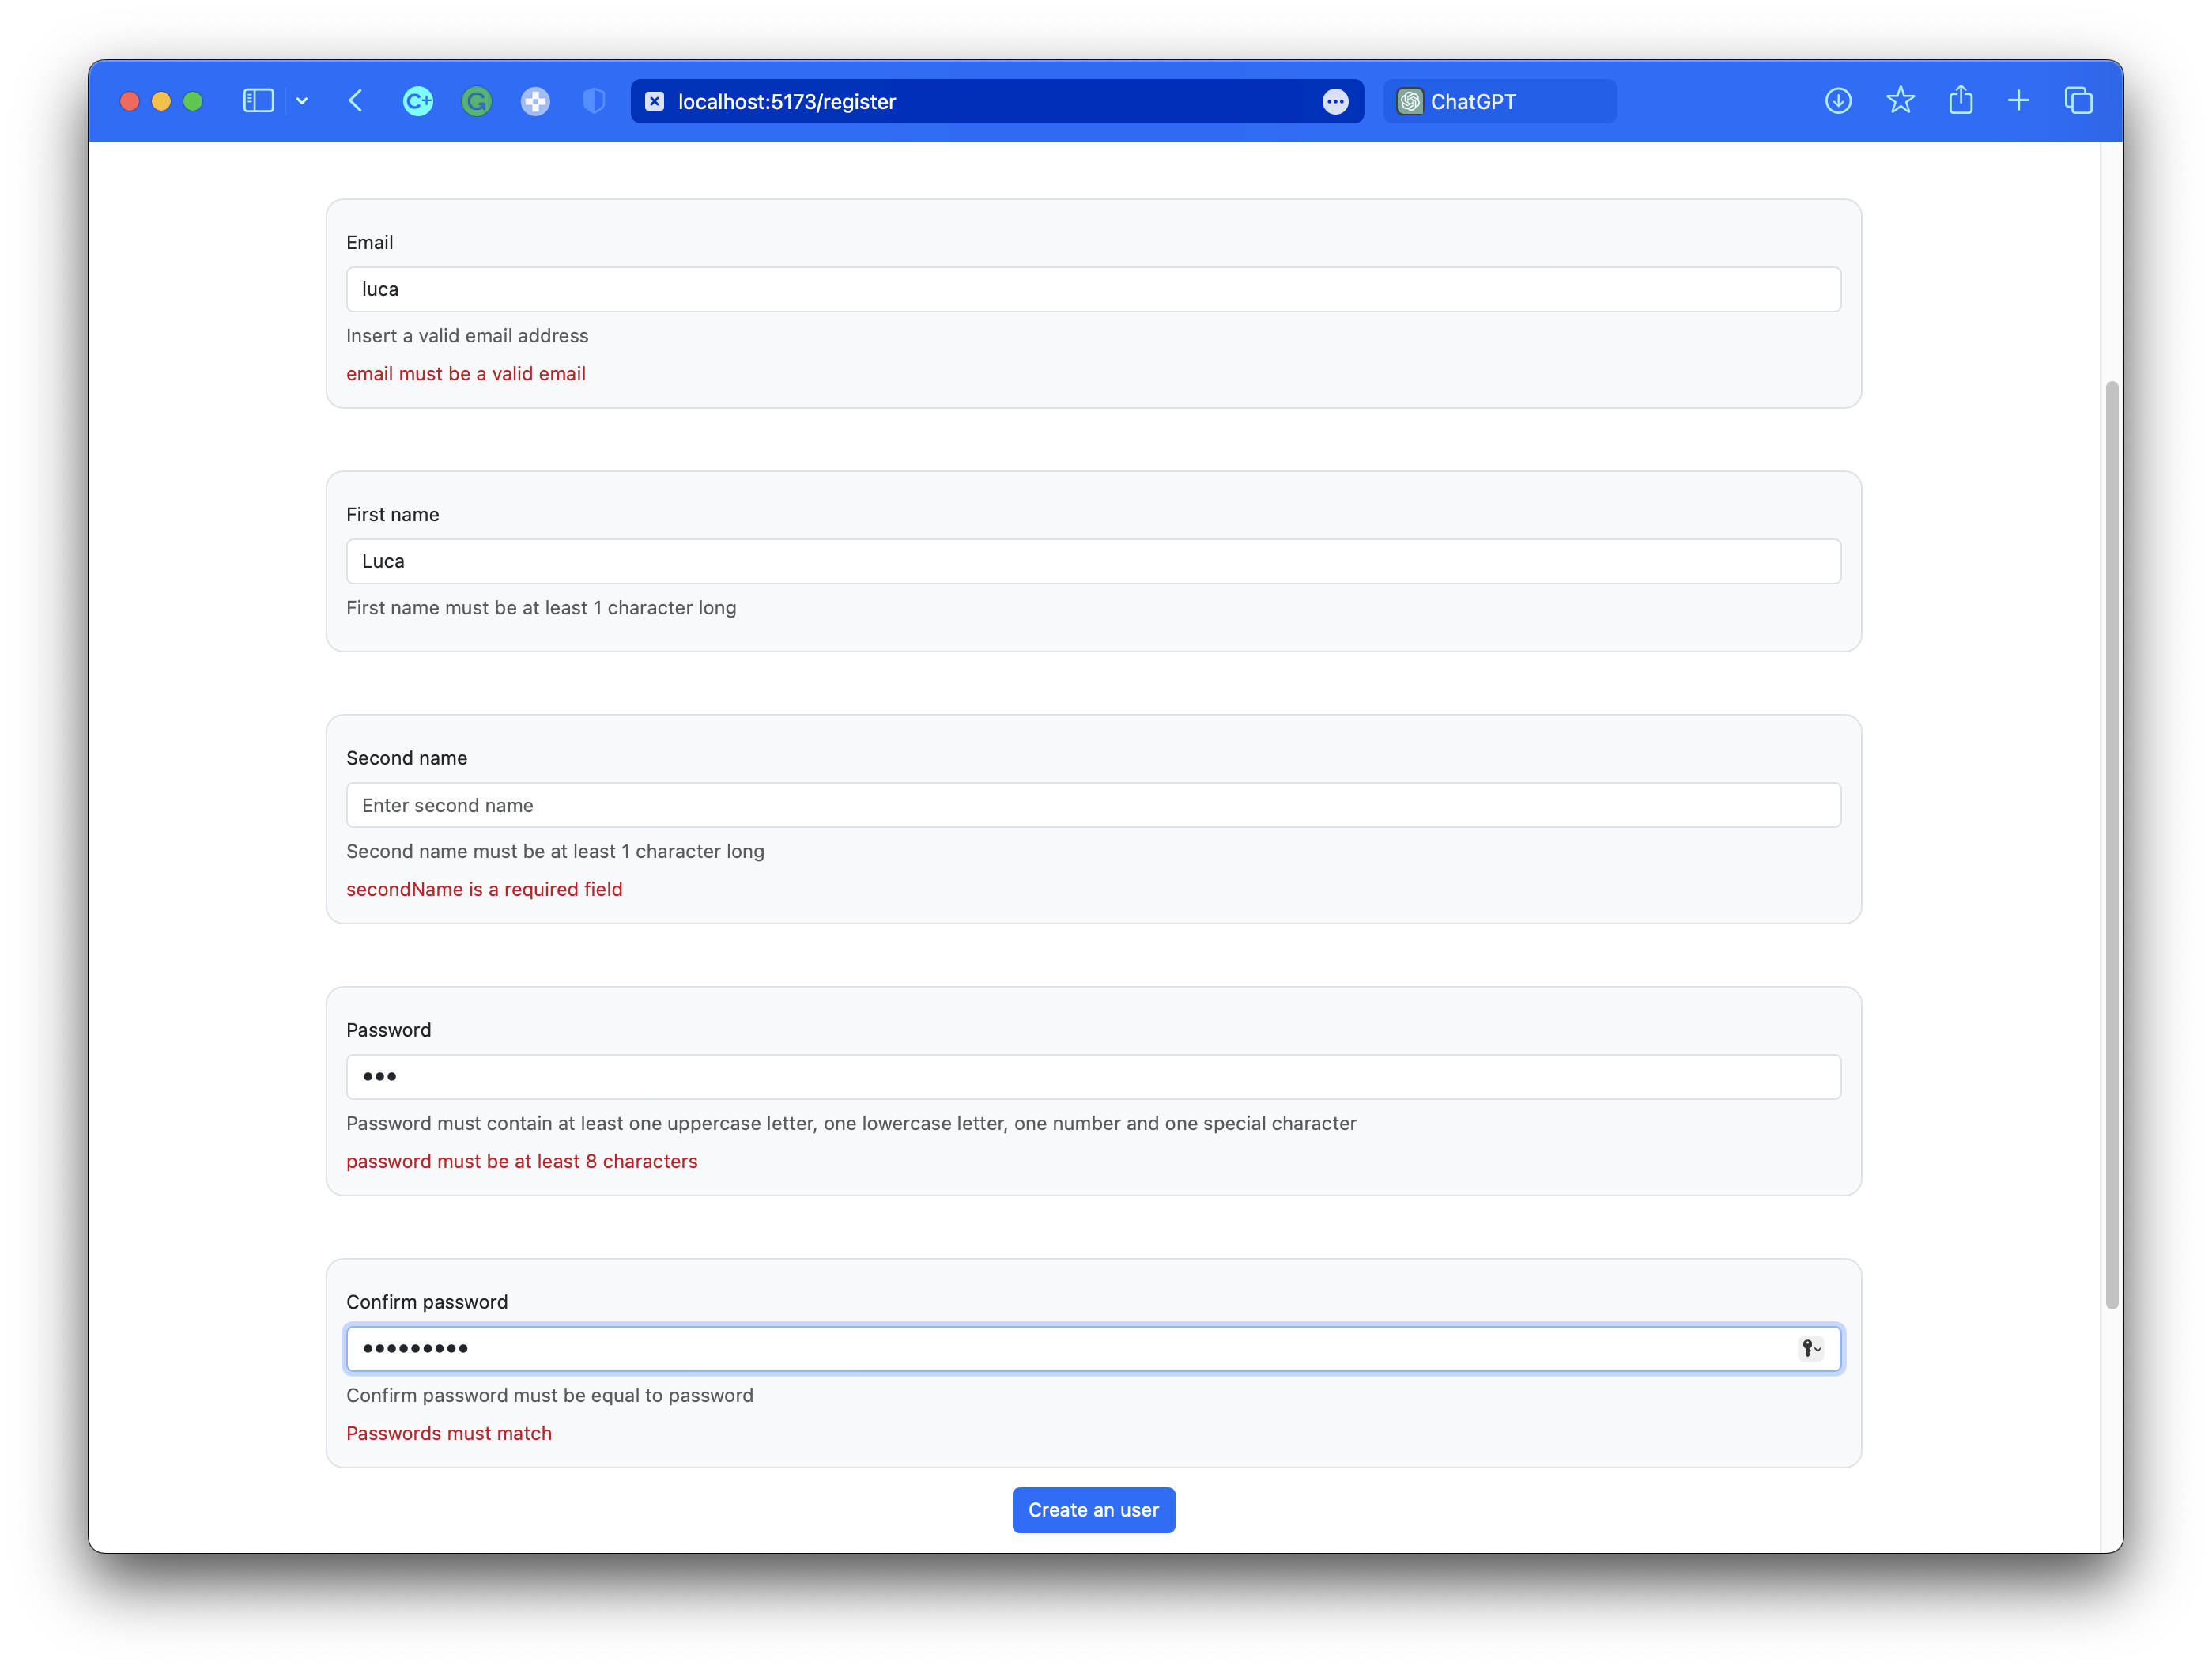 localhost:5173/register
ChatGPT
Email
luca
Insert a valid email address
email must be a valid email
First name
Luca
First name must be at least 1 character long
Second name
Enter second name
Second name must be at least 1 character long
secondName is a required field
Password
•••
Password must contain at least one uppercase letter, one lowercase letter, one number and one special character
password must be at least 8 characters
Confirm password
•••••••••
Confirm password must be equal to password
Passwords must match
Create an user